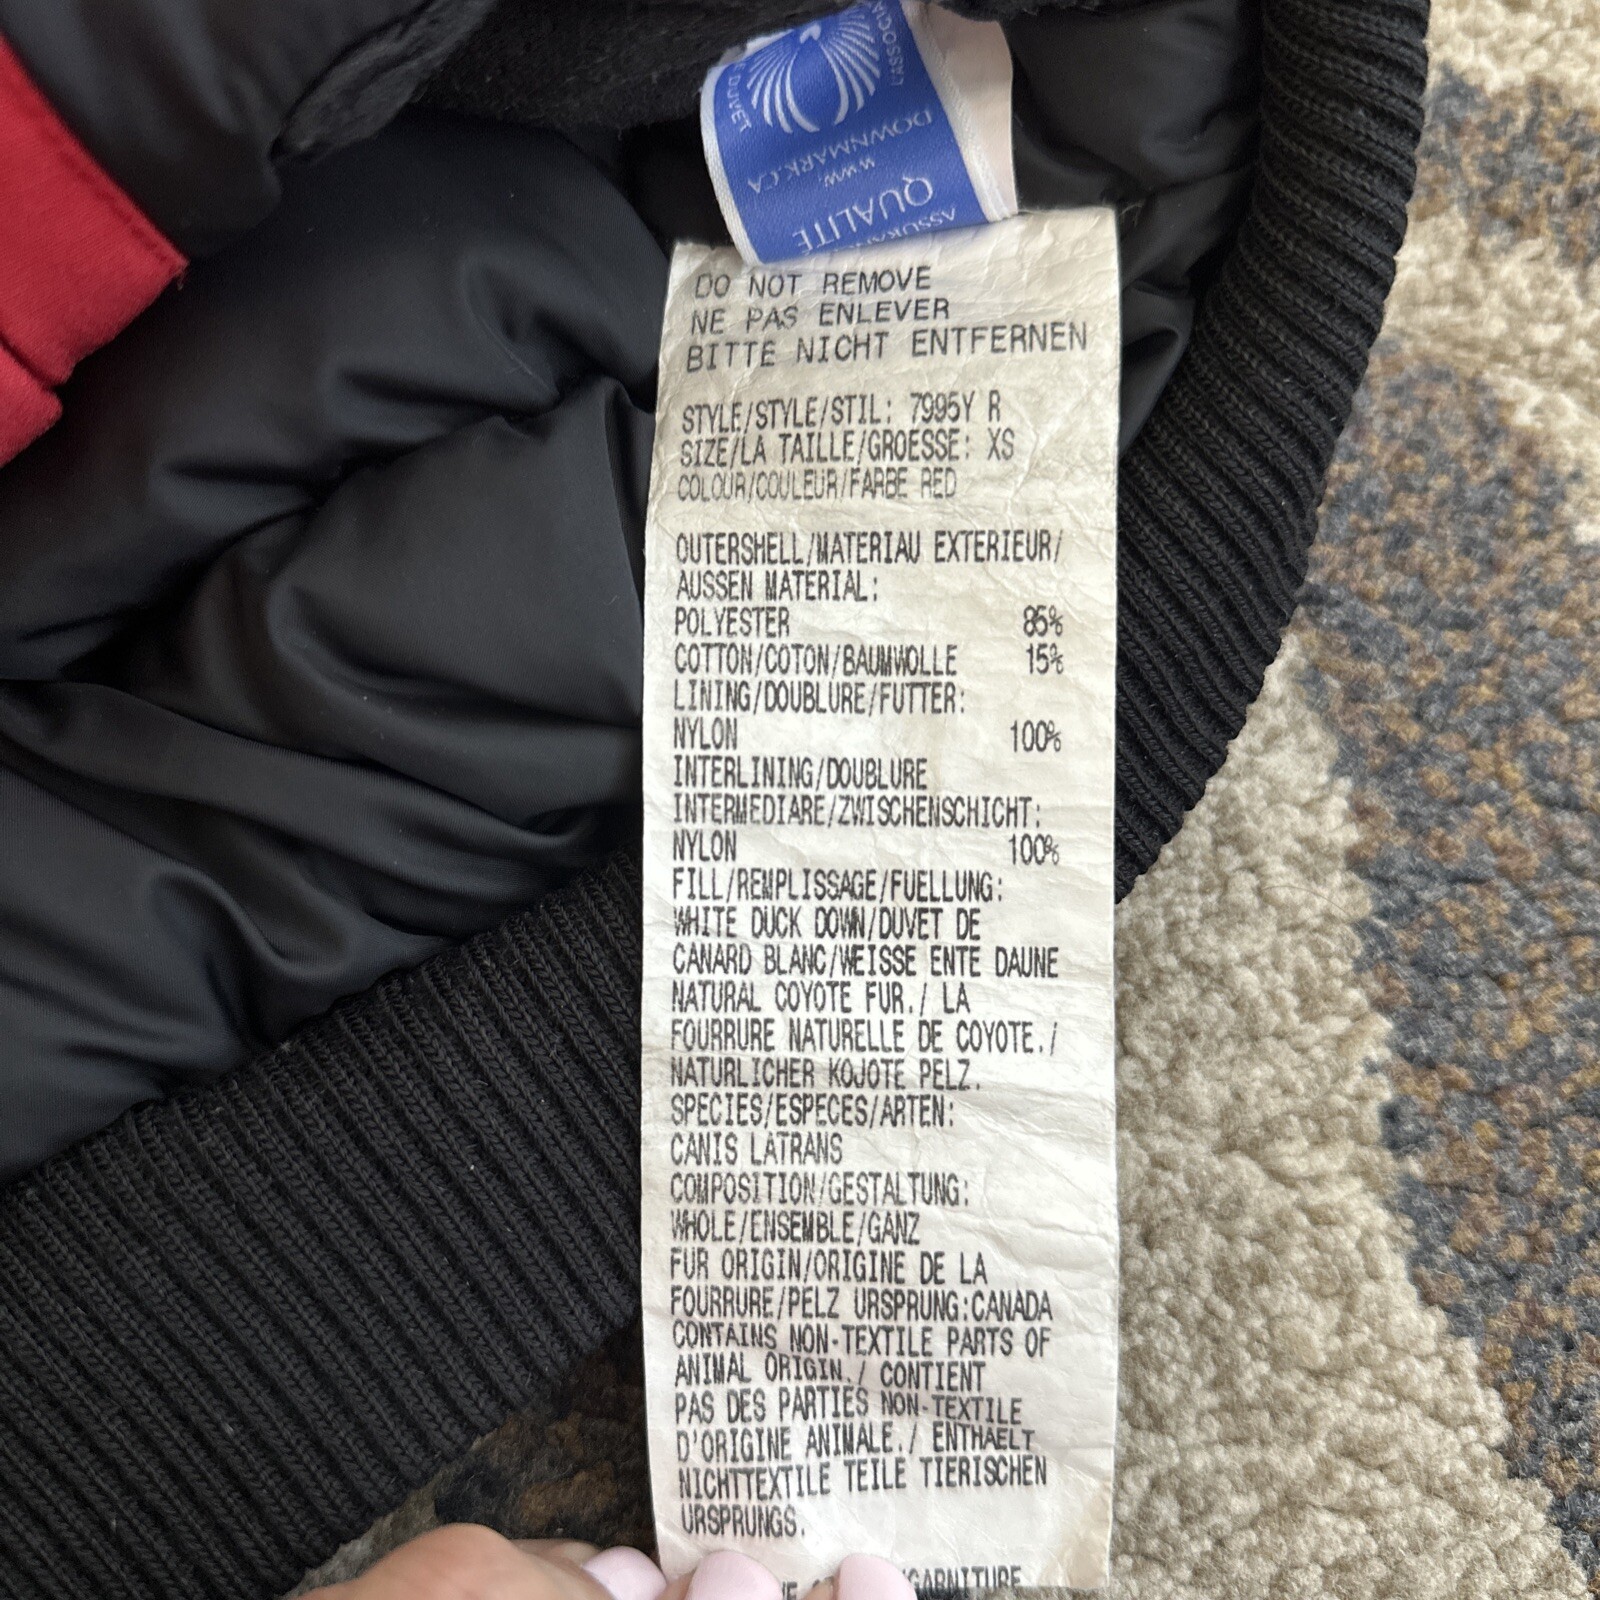 L'ASSOCIA
DUVET
DOWNMARK.CA
www.
QUALITÉ
DO NOT REMOVE
NE PAS ENLEVER
BITTE NICHT ENTFERNEN
STYLE/STYLE/STIL: 7995Y R
SIZE/LA TAILLE/GROESSE: XS
COLOUR/COULEUR/FARBE RED
OUTERSHELL/MATERIAU EXTERIEUR/
AUSSEN MATERIAL:
POLYESTER 85%
COTTON/COTON/BAUMWOLLE 15%
LINING/DOUBLURE/FUTTER:
NYLON 100%
INTERLINING/DOUBLURE
INTERMEDIARE/ZWISCHENSCHICHT:
NYLON 100%
FILL/REMPLISSAGE/FUELLUNG:
WHITE DUCK DOWN/DUVET DE
CANARD BLANC/WEISSE ENTE DAUNE
NATURAL COYOTE FUR./ LA
FOURRURE NATURELLE DE COYOTE./
NATURLICHER KOJOTE PELZ.
SPECIES/ESPECES/ARTEN:
CANIS LATRANS
COMPOSITION/GESTALTUNG:
WHOLE/ENSEMBLE/GANZ
FUR ORIGIN/ORIGINE DE LA
FOURRURE/PELZ URSPRUNG:CANADA
CONTAINS NON-TEXTILE PARTS OF
ANIMAL ORIGIN./ CONTIENT
PAS DES PARTIES NON-TEXTILE
D'ORIGINE ANIMALE./ ENTHAELT
NICHTTEXTILE TEILE TIERISCHEN
URSPRUNGS.
/GARNITURE